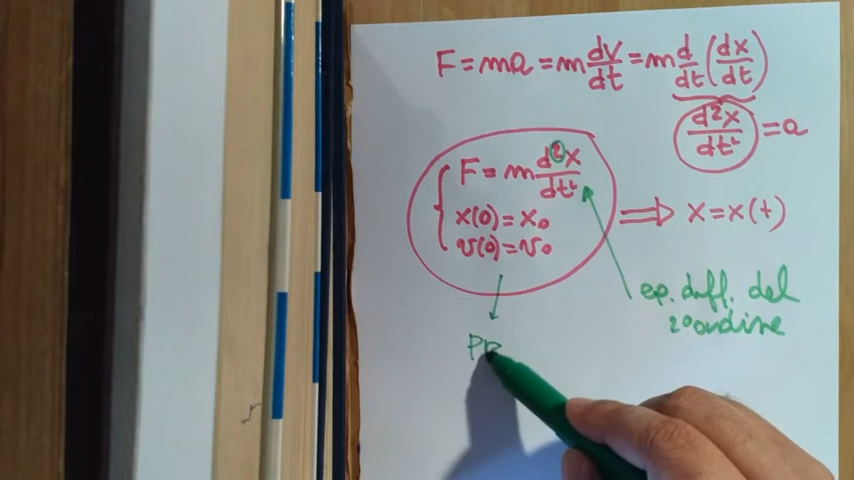 F = ma = m dv/dt = m d/dt (dx/dt)
d²x/dt² = a
F = m d²x/dt²
x(0) = x₀
v(0) = v₀
⇒ x = x(t)
eq. diff. del
2° ordine
PR